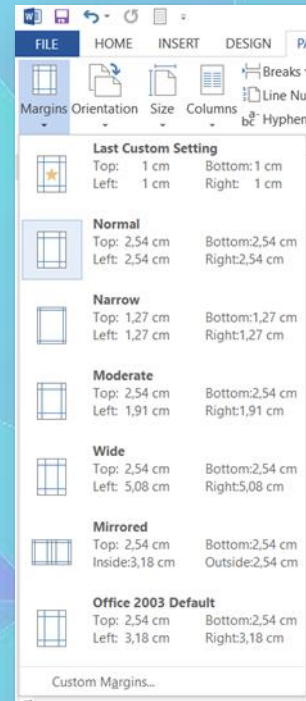 FILE HOME INSERT DESIGN
Margins Orientation Size Columns
Breaks
Line
Last Custom Setting
Top: 1 cm Bottom: 1 cm
Left: 1 cm Right: 1 cm
Normal
Top: 2,54 cm Bottom:2,54 cm
Left: 2,54 cm Right:2,54 cm
Narrow
Top: 1,27 cm Bottom:1,27 cm
Left: 1,27 cm Right:1,27 cm
Moderate
Top: 2,54 cm Bottom:2,54 cm
Left: 1,91 cm Right:1,91 cm
Wide
Top: 2,54 cm Bottom:2,54 cm
Left: 5,08 cm Right:5,08 cm
Mirrored
Top: 2,54 cm Bottom:2,54 cm
Inside:3,18 cm Outside:2,54 cm
Office 2003 Default
Top: 2,54 cm Bottom:2,54 cm
Left: 3,18 cm Right:3,18 cm
Custom Margins...